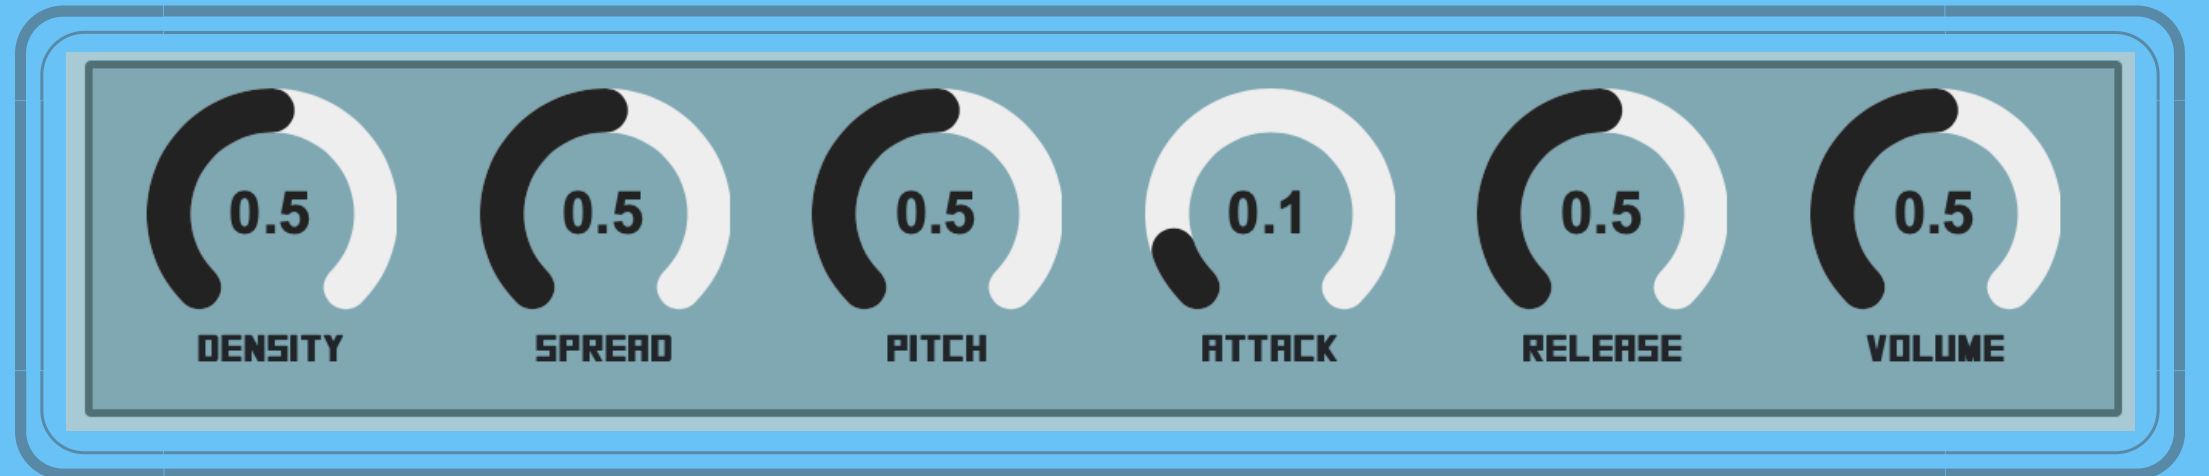 0.5 0.5 0.5 0.1 0.5 0.5
DENSITY SPREAD PITCH ATTACK RELEASE VOLUME